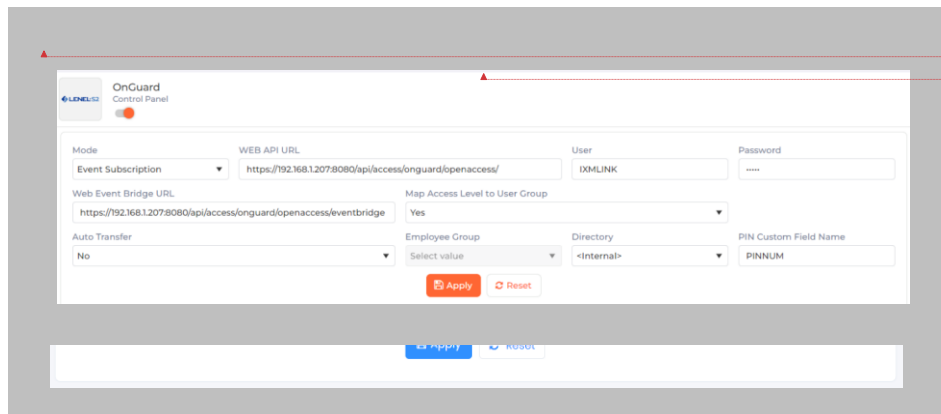 OnGuard
LENELS2
Control Panel
Mode
WEB API URL
User
Password
Event Subscription
https://192.168.1.207:8080/api/access/onguard/openaccess/
IXMLINK
•••••
Web Event Bridge URL
Map Access Level to User Group
https://192.168.1.207:8080/api/access/onguard/openaccess/eventbridge
Yes
Auto Transfer
Employee Group
Directory
PIN Custom Field Name
No
Select value
<Internal>
PINNUM
Apply
Reset
Apply
Reset